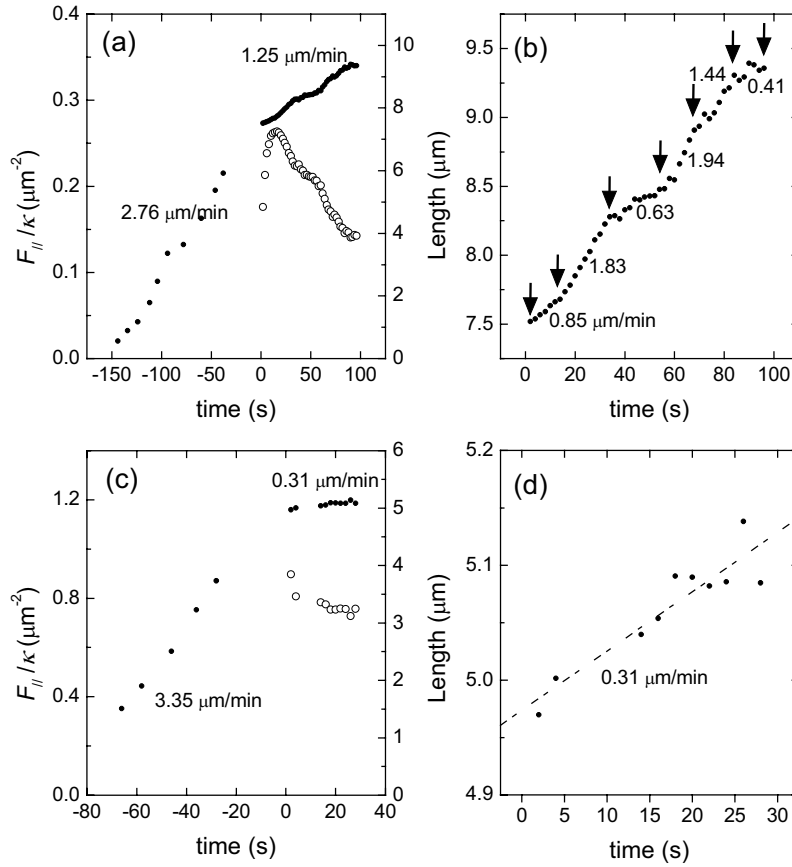 (a)
1.25 μm/min
2.76 μm/min
F// /κ (μm-2)
0.4
0.3
0.2
0.1
0.0
10
8
6
4
2
0
-150 -100 -50 0 50 100
time (s)
(b)
1.44
0.41
1.94
0.63
1.83
0.85 μm/min
Length (μm)
9.5
9.0
8.5
8.0
7.5
0 20 40 60 80 100
time (s)
(c)
0.31 μm/min
3.35 μm/min
F// /κ (μm-2)
1.2
0.8
0.4
0.0
6
5
4
3
2
1
0
-80 -60 -40 -20 0 20 40
time (s)
(d)
0.31 μm/min
Length (μm)
5.2
5.1
5.0
4.9
0 5 10 15 20 25 30
time (s)